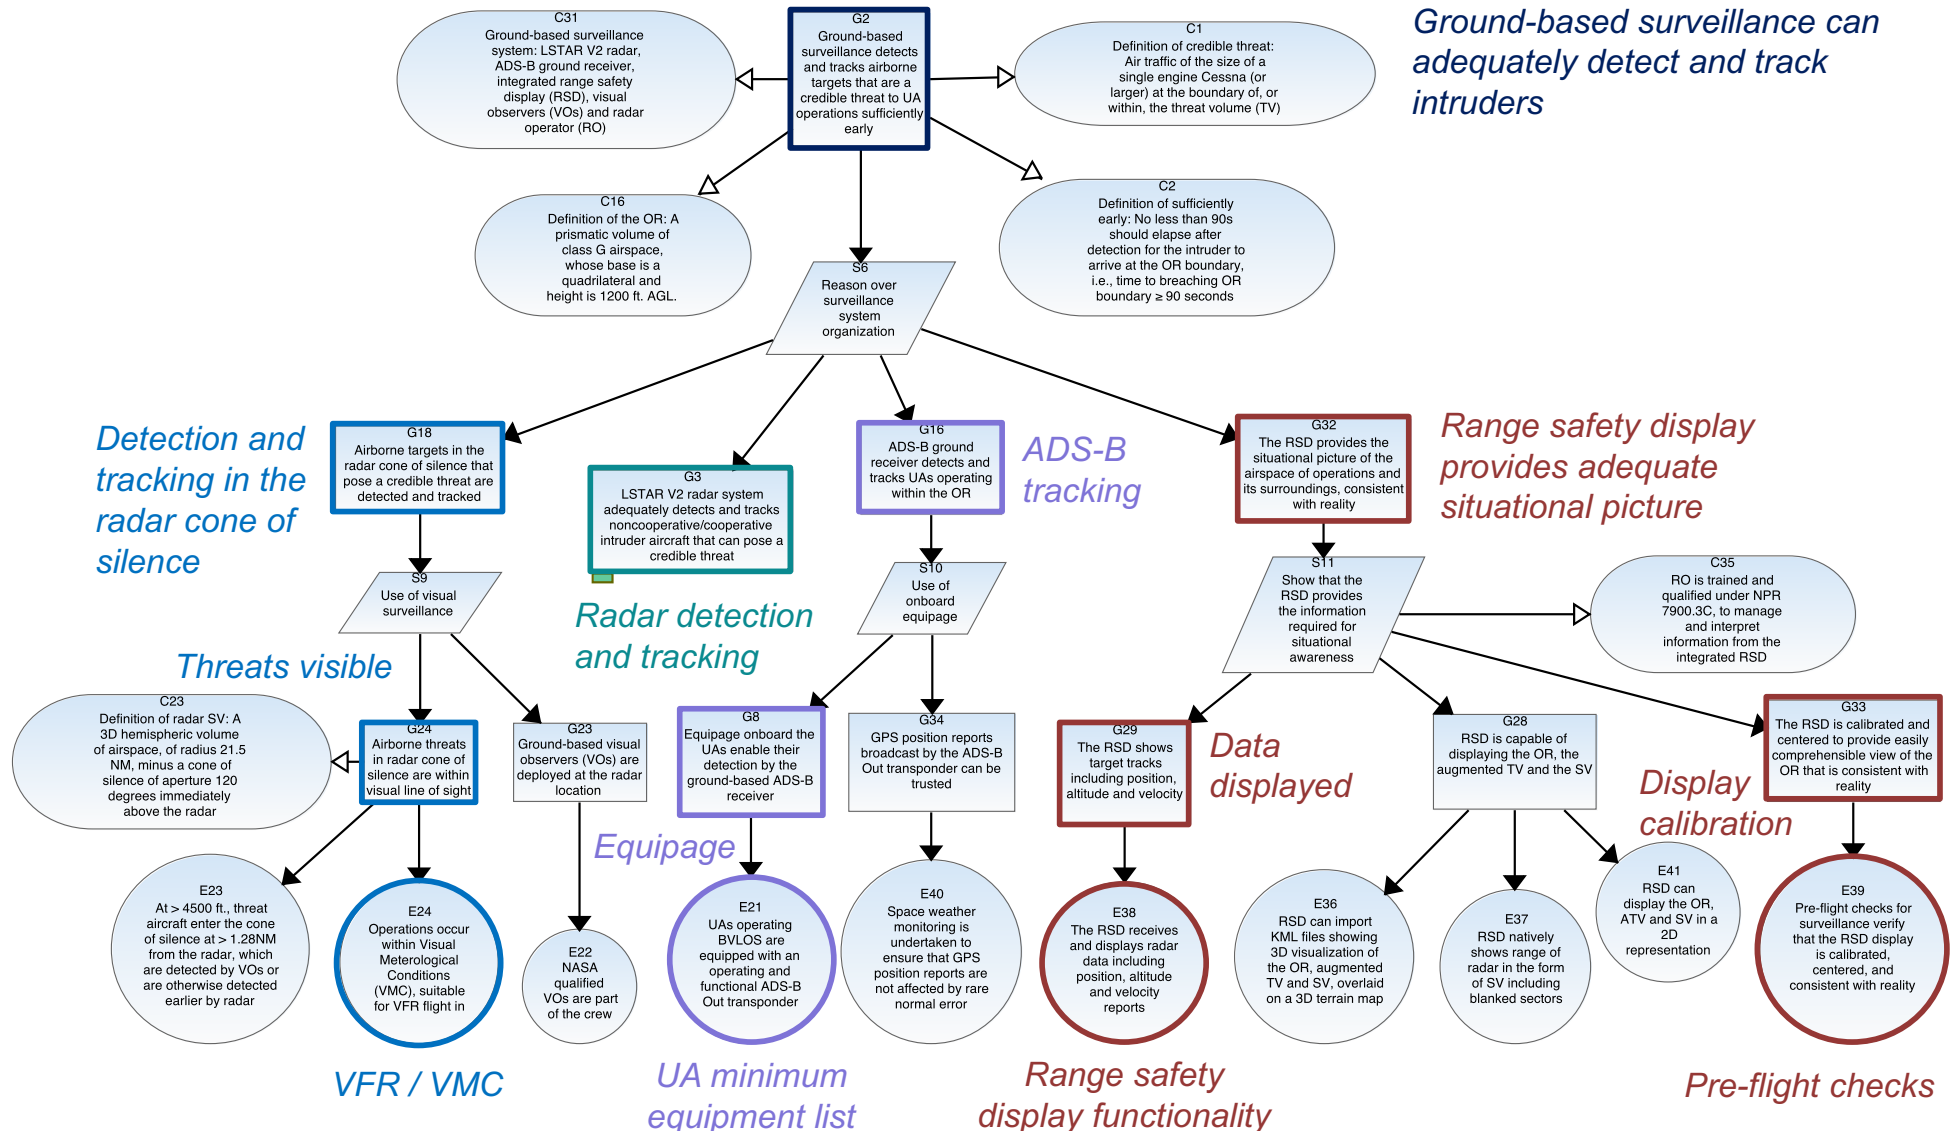 C31
Ground-based surveillance
system: LSTAR V2 radar,
ADS-B ground receiver,
integrated range safety
display (RSD), visual
observers (VOs) and radar
operator (RO)
G2
Ground-based
surveillance detects
and tracks airborne
targets that are a
credible threat to UA
operations sufficiently
early
C1
Definition of credible threat:
Air traffic of the size of a
single engine Cessna (or
larger) at the boundary of, or
within, the threat volume (TV)
Ground-based surveillance can
adequately detect and track
intruders
C16
Definition of the OR: A
prismatic volume of
class G airspace,
whose base is a
quadrilateral and
height is 1200 ft. AGL.
C2
Definition of sufficiently
early: No less than 90s
should elapse after
detection for the intruder to
arrive at the OR boundary,
i.e., time to breaching OR
boundary ≥ 90 seconds
S6
Reason over
surveillance
system
organization
Detection and
tracking in the
radar cone of
silence
G18
Airborne targets in the
radar cone of silence that
pose a credible threat are
detected and tracked
G3
LSTAR V2 radar system
adequately detects and tracks
noncooperative/cooperative
intruder aircraft that can pose a
credible threat
G16
ADS-B ground
receiver detects and
tracks UAs operating
within the OR
ADS-B
tracking
G32
The RSD provides the
situational picture of the
airspace of operations and
its surroundings, consistent
with reality
Range safety display
provides adequate
situational picture
S9
Use of visual
surveillance
Radar detection
and tracking
S10
Use of
onboard
equipage
S11
Show that the
RSD provides
the information
required for
situational
awareness
C35
RO is trained and
qualified under NPR
7900.3C, to manage
and interpret
information from the
integrated RSD
Threats visible
C23
Definition of radar SV: A
3D hemispheric volume
of airspace, of radius 21.5
NM, minus a cone of
silence of aperture 120
degrees immediately
above the radar
G24
Airborne threats
in radar cone of
silence are within
visual line of sight
G23
Ground-based visual
observers (VOs) are
deployed at the radar
location
G8
Equipage onboard the
UAs enable their
detection by the
ground-based ADS-B
receiver
G34
GPS position reports
broadcast by the ADS-B
Out transponder can be
trusted
G29
The RSD shows
target tracks
including position,
altitude and velocity
Data
displayed
G28
RSD is capable of
displaying the OR, the
augmented TV and the SV
Display
calibration
G33
The RSD is calibrated and
centered to provide easily
comprehensible view of the
OR that is consistent with
reality
Equipage
E23
At > 4500 ft., threat
aircraft enter the cone
of silence at > 1.28NM
from the radar, which
are detected by VOs or
are otherwise detected
earlier by radar
E24
Operations occur
within Visual
Meterological
Conditions
(VMC), suitable
for VFR flight in
E22
NASA
qualified
VOs are part
of the crew
E21
UAs operating
BVLOS are
equipped with an
operating and
functional ADS-B
Out transponder
E40
Space weather
monitoring is
undertaken to
ensure that GPS
position reports are
not affected by rare
normal error
E38
The RSD receives
and displays radar
data including
position, altitude
and velocity
reports
E36
RSD can import
KML files showing
3D visualization of
the OR, augmented
TV and SV, overlaid
on a 3D terrain map
E37
RSD natively
shows range of
radar in the form
of SV including
blanked sectors
E41
RSD can
display the OR,
ATV and SV in a
2D
representation
E39
Pre-flight checks for
surveillance verify
that the RSD display
is calibrated,
centered, and
consistent with reality
VFR / VMC
UA minimum
equipment list
Range safety
display functionality
Pre-flight checks